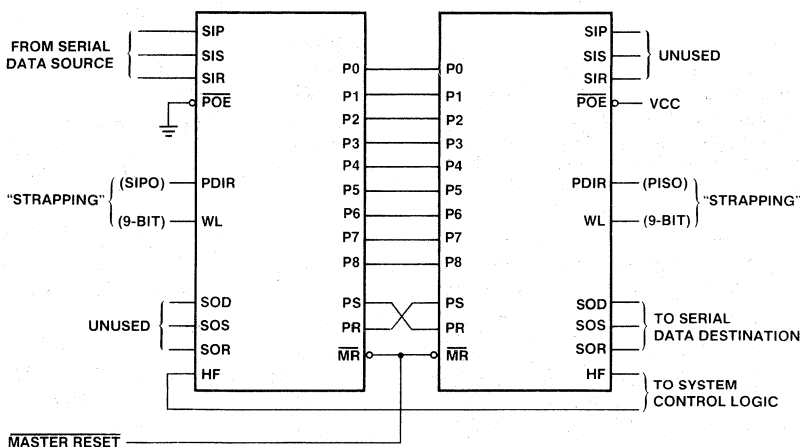 FROM SERIAL
DATA SOURCE
SIP
SIS
SIR
POE
"STRAPPING"
(SIPO)
PDIR
(9-BIT)
WL
UNUSED
SOD
SOS
SOR
HF
MASTER RESET
P0
P1
P2
P3
P4
P5
P6
P7
P8
PS
PR
MR
P0
P1
P2
P3
P4
P5
P6
P7
P8
PS
PR
MR
SIP
SIS
SIR
UNUSED
POE
VCC
PDIR
(PISO)
WL
(9-BIT)
"STRAPPING"
SOD
SOS
SOR
TO SERIAL
DATA DESTINATION
HF
TO SYSTEM
CONTROL LOGIC